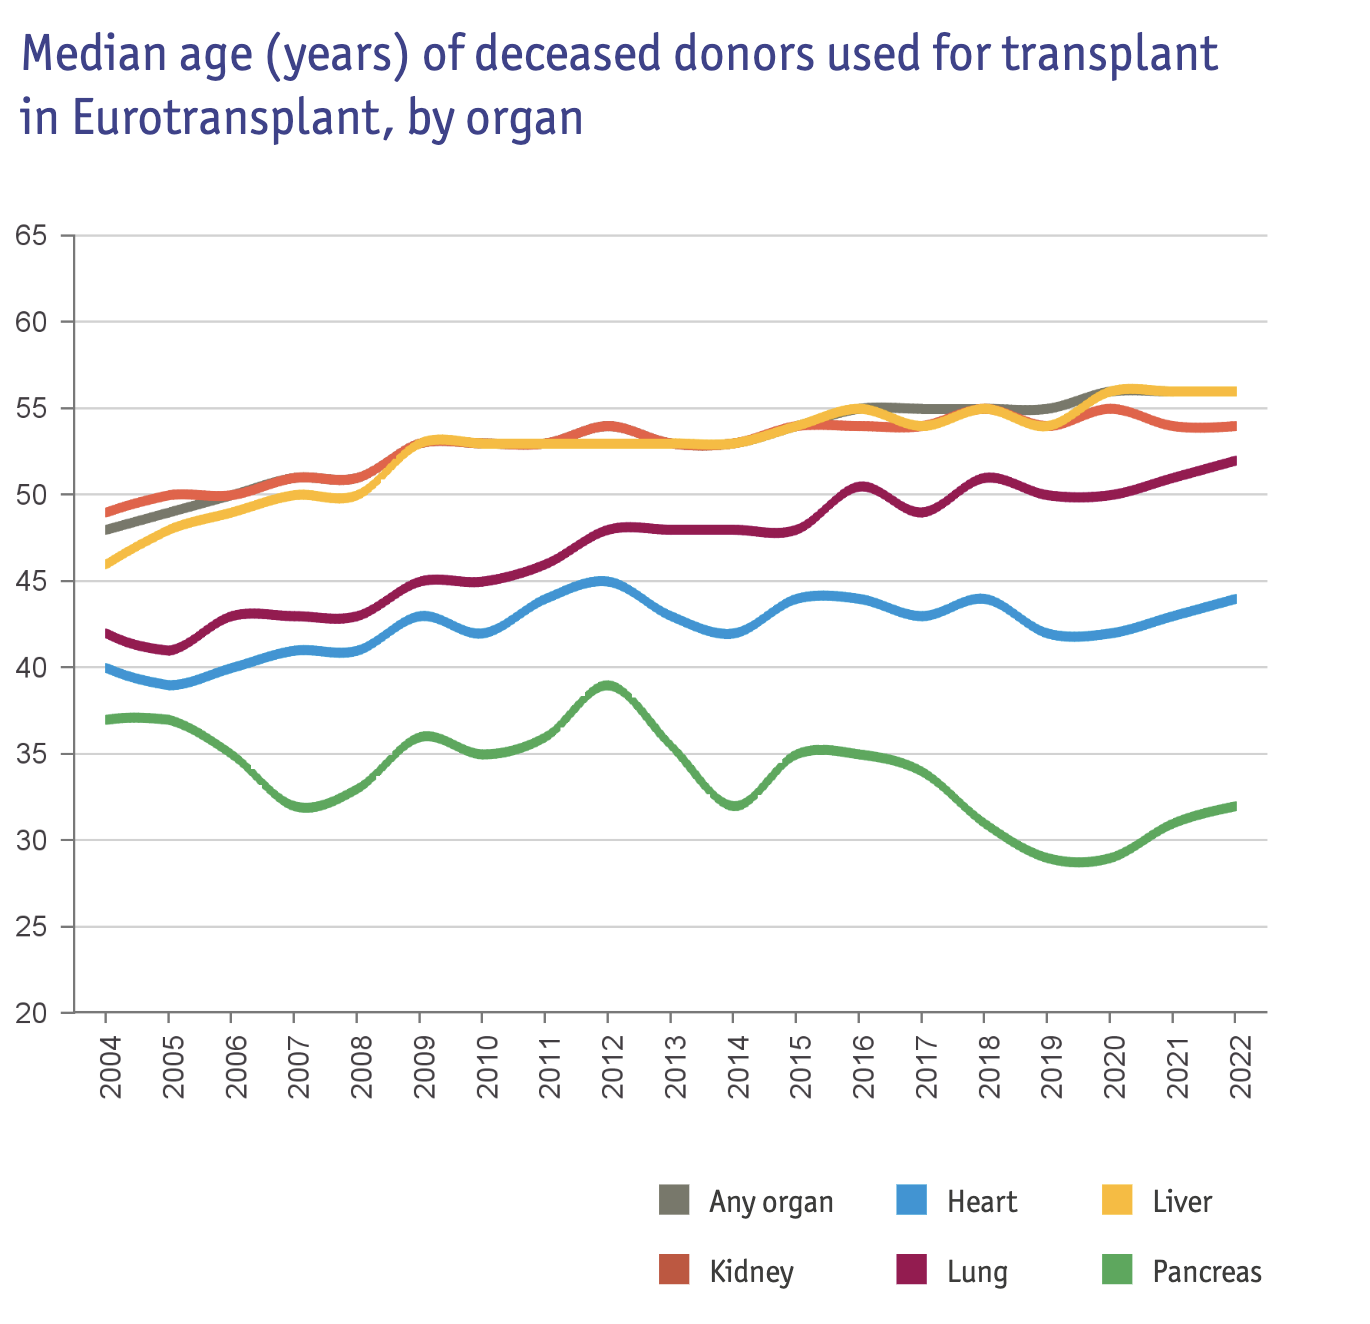 Median age (years) of deceased donors used for transplant
in Eurotransplant, by organ
65
60
55
50
45
40
35
30
25
20
2004 2005 2006 2007 2008 2009 2010 2011 2012 2013 2014 2015 2016 2017 2018 2019 2020 2021 2022
Any organ Heart Liver
Kidney Lung Pancreas